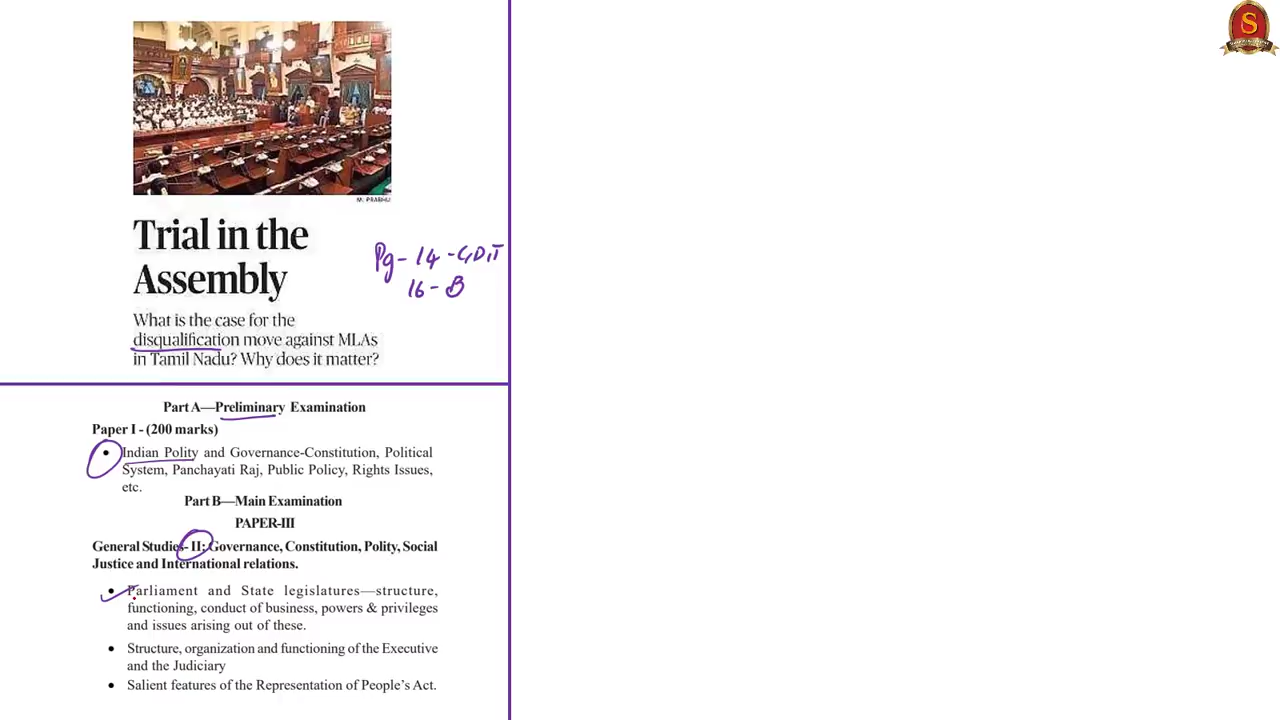 S
M. PRABHU
Trial in the
Assembly
Pg - 14 - C,D,T
16 - B
What is the case for the
disqualification move against MLAs
in Tamil Nadu? Why does it matter?
Part A—Preliminary Examination
Paper I - (200 marks)
• Indian Polity and Governance-Constitution, Political
System, Panchayati Raj, Public Policy, Rights Issues,
etc.
Part B—Main Examination
PAPER-III
General Studies- II: Governance, Constitution, Polity, Social
Justice and International relations.
• Parliament and State legislatures—structure,
functioning, conduct of business, powers & privileges
and issues arising out of these.
• Structure, organization and functioning of the Executive
and the Judiciary
• Salient features of the Representation of People's Act.